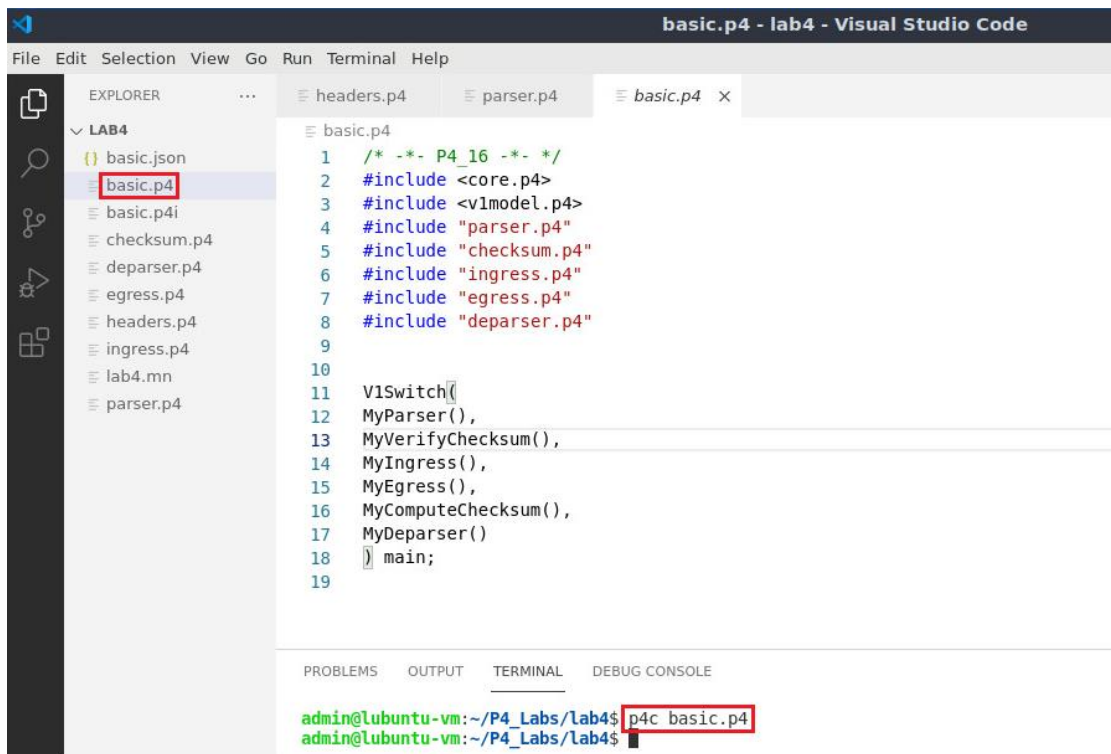 basic.p4 - lab4 - Visual Studio Code
File Edit Selection View Go Run Terminal Help
EXPLORER ...
headers.p4 parser.p4 basic.p4 ×
LAB4
{} basic.json
basic.p4
basic.p4i
checksum.p4
deparser.p4
egress.p4
headers.p4
ingress.p4
lab4.mn
parser.p4
basic.p4
1 /* -*- P4_16 -*- */
2 #include <core.p4>
3 #include <v1model.p4>
4 #include "parser.p4"
5 #include "checksum.p4"
6 #include "ingress.p4"
7 #include "egress.p4"
8 #include "deparser.p4"
9
10
11 V1Switch(
12 MyParser(),
13 MyVerifyChecksum(),
14 MyIngress(),
15 MyEgress(),
16 MyComputeChecksum(),
17 MyDeparser()
18 ) main;
19
PROBLEMS OUTPUT TERMINAL DEBUG CONSOLE
admin@lubuntu-vm:~/P4_Labs/lab4$ p4c basic.p4
admin@lubuntu-vm:~/P4_Labs/lab4$